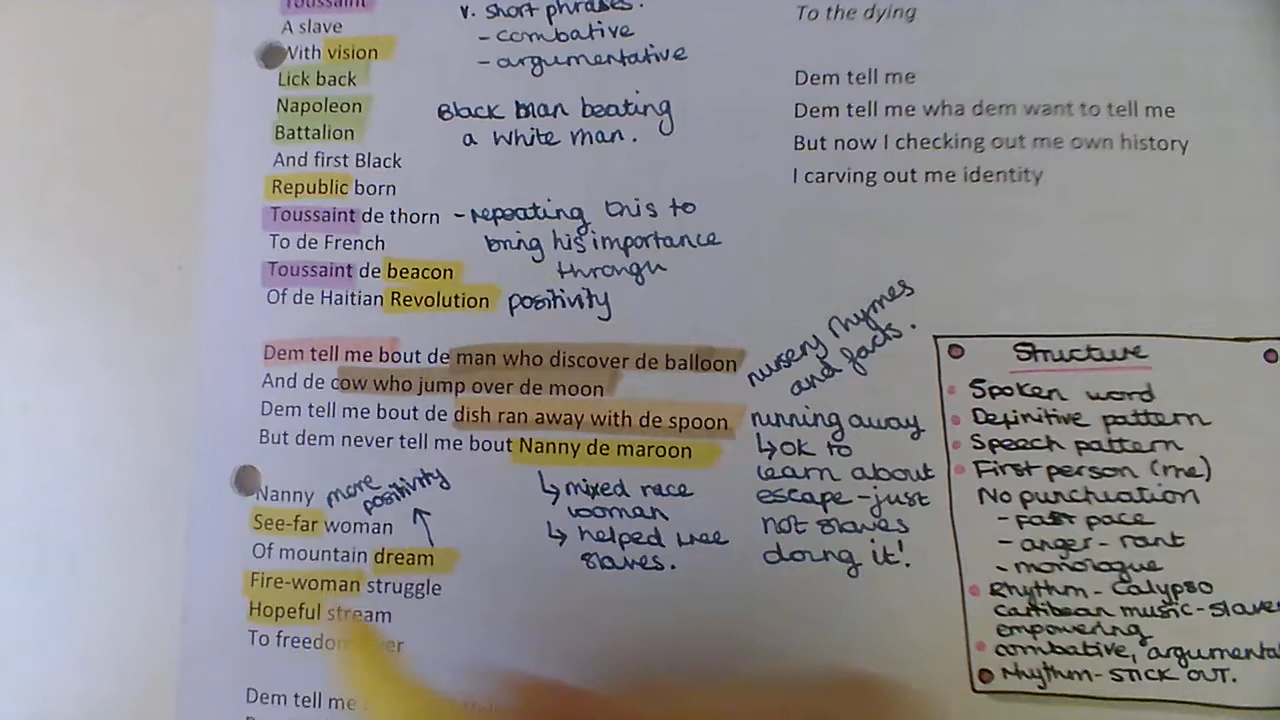 Toussaint
A slave
With vision
Lick back
Napoleon
Battalion
And first Black
Republic born
Toussaint de thorn
To de French
Toussaint de beacon
Of de Haitian Revolution
v. short phrases.
- combative
- argumentative
Black man beating
a white man.
- repeating this to
bring his importance
through
positivity
Dem tell me bout de man who discover de balloon
And de cow who jump over de moon
Dem tell me bout de dish ran away with de spoon
But dem never tell me bout Nanny de maroon
nursery rhymes
and facts.
running away
↳ ok to
learn about
escape - just
not slaves
doing it!
↳ mixed race
woman
↳ helped free
slaves.
Nanny
more
positivity
See-far woman
Of mountain dream
Fire-woman struggle
Hopeful stream
To freedom
Dem tell me
To the dying
Dem tell me
Dem tell me wha dem want to tell me
But now I checking out me own history
I carving out me identity
Structure
Spoken word
Definitive pattern
Speech pattern
First person (me)
No punctuation
- fast pace
- anger - rant
- monologue
Rhythm - Calypso
caribbean music - slave
empowering
combative, argumenta
Rhythm - STICK OUT.